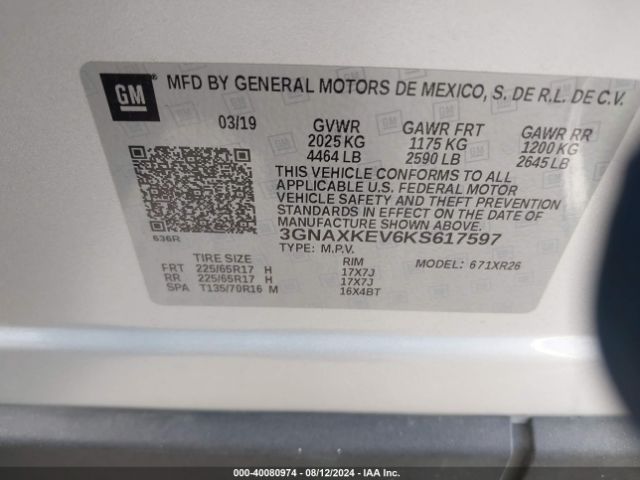 GM
MFD BY GENERAL MOTORS DE MEXICO, S. DE R.L. DE C.V.
03/19 GVWR GAWR FRT GAWR RR
2025 KG 1175 KG 1200 KG
4464 LB 2590 LB 2645 LB
THIS VEHICLE CONFORMS TO ALL
APPLICABLE U.S. FEDERAL MOTOR
VEHICLE SAFETY AND THEFT PREVENTION
STANDARDS IN EFFECT ON THE DATE OF
MANUFACTURE SHOWN ABOVE.
3GNAXKEV6KS617597
636R
TYPE: M.P.V. MODEL: 671XR26
TIRE SIZE RIM
FRT 225/65R17 H 17X7J
RR 225/65R17 H 17X7J
SPA T135/70R16 M 16X4BT
000-40080974 - 08/12/2024 - IAAI.com